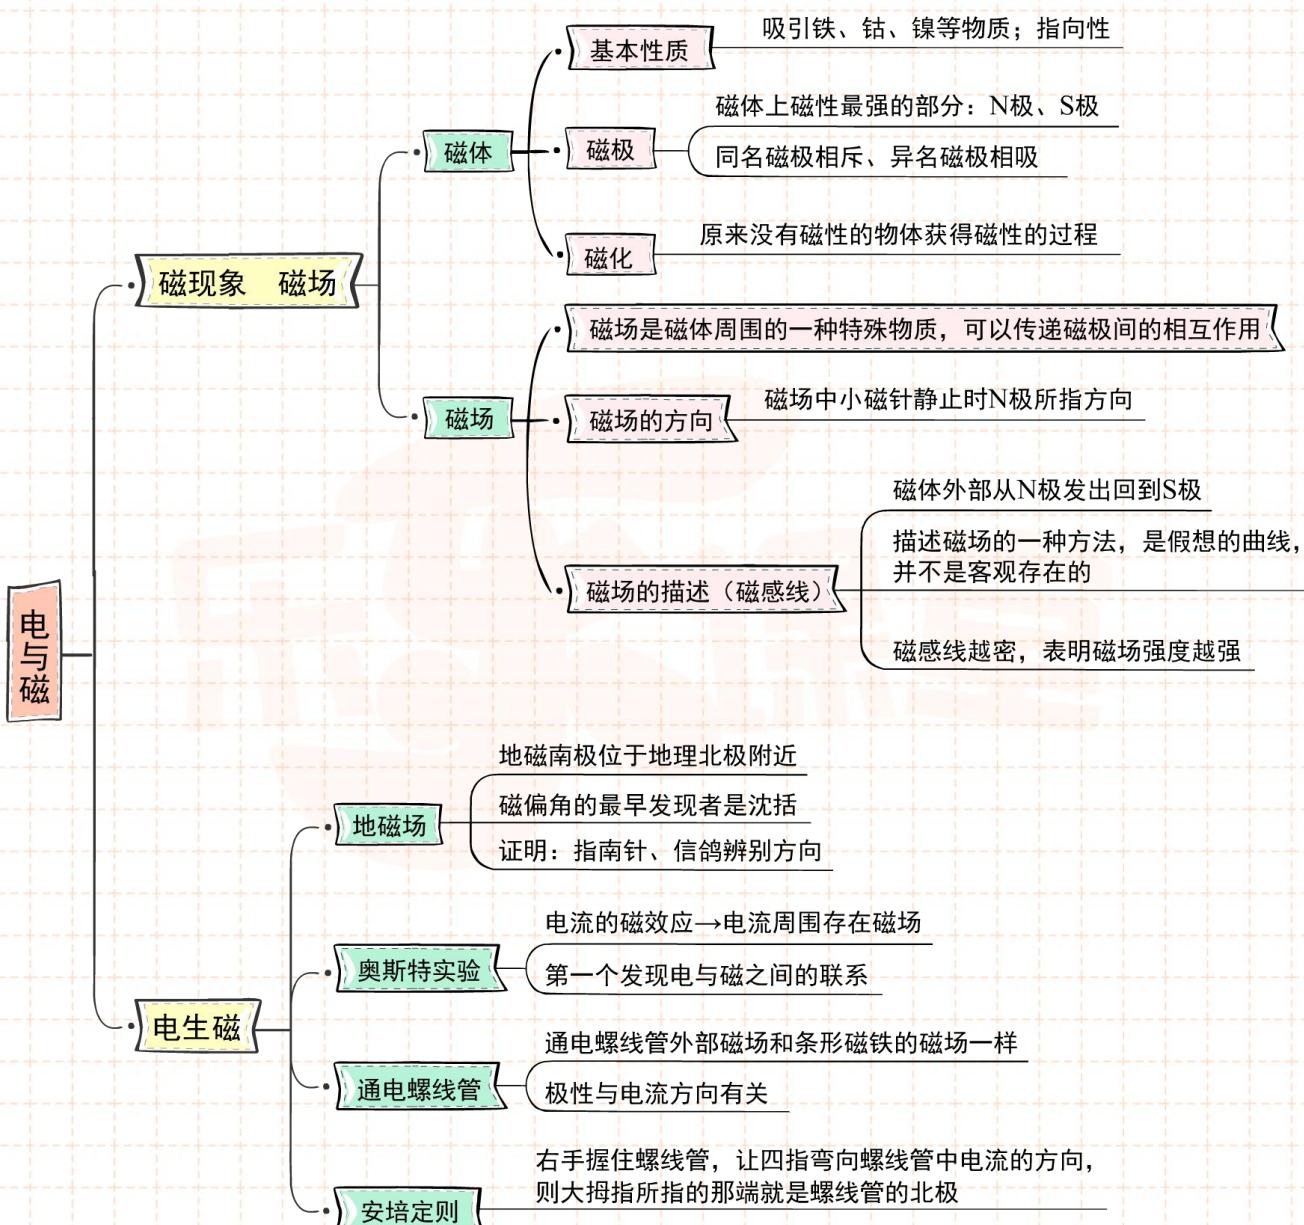 电与磁
磁现象 磁场
磁体
基本性质
吸引铁、钴、镍等物质；指向性
磁极
磁体上磁性最强的部分：N极、S极
同名磁极相斥、异名磁极相吸
磁化
原来没有磁性的物体获得磁性的过程
磁场
磁场是磁体周围的一种特殊物质，可以传递磁极间的相互作用
磁场的方向
磁场中小磁针静止时N极所指方向
磁场的描述（磁感线）
磁体外部从N极发出回到S极
描述磁场的一种方法，是假想的曲线，
并不是客观存在的
磁感线越密，表明磁场强度越强
电生磁
地磁场
地磁南极位于地理北极附近
磁偏角的最早发现者是沈括
证明：指南针、信鸽辨别方向
奥斯特实验
电流的磁效应→电流周围存在磁场
第一个发现电与磁之间的联系
通电螺线管
通电螺线管外部磁场和条形磁铁的磁场一样
极性与电流方向有关
安培定则
右手握住螺线管，让四指弯向螺线管中电流的方向，
则大拇指所指的那端就是螺线管的北极